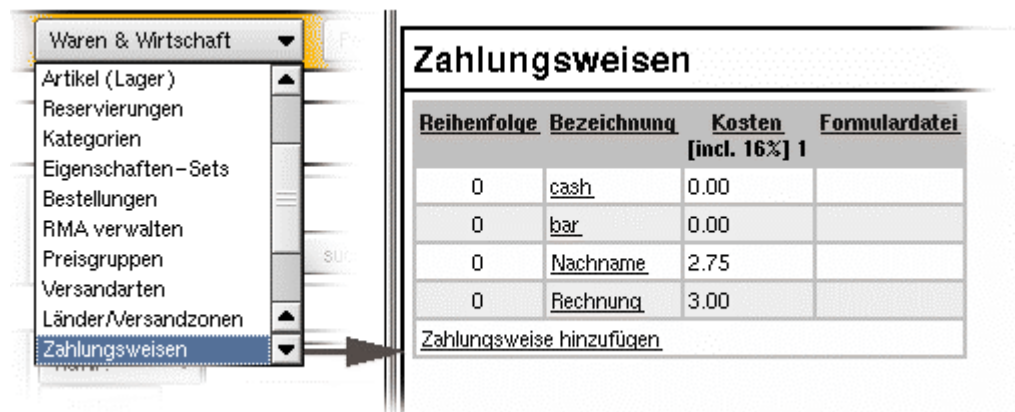 Waren & Wirtschaft
Artikel (Lager)
Reservierungen
Kategorien
Eigenschaften-Sets
Bestellungen
RMA verwalten
Preisgruppen
Versandarten
Länder/Versandzonen
Zahlungsweisen
Zahlungsweisen
Reihenfolge Bezeichnung Kosten Formulardatei
[incl. 16%] 1
0 cash 0.00
0 bar 0.00
0 Nachname 2.75
0 Rechnung 3.00
Zahlungsweise hinzufügen